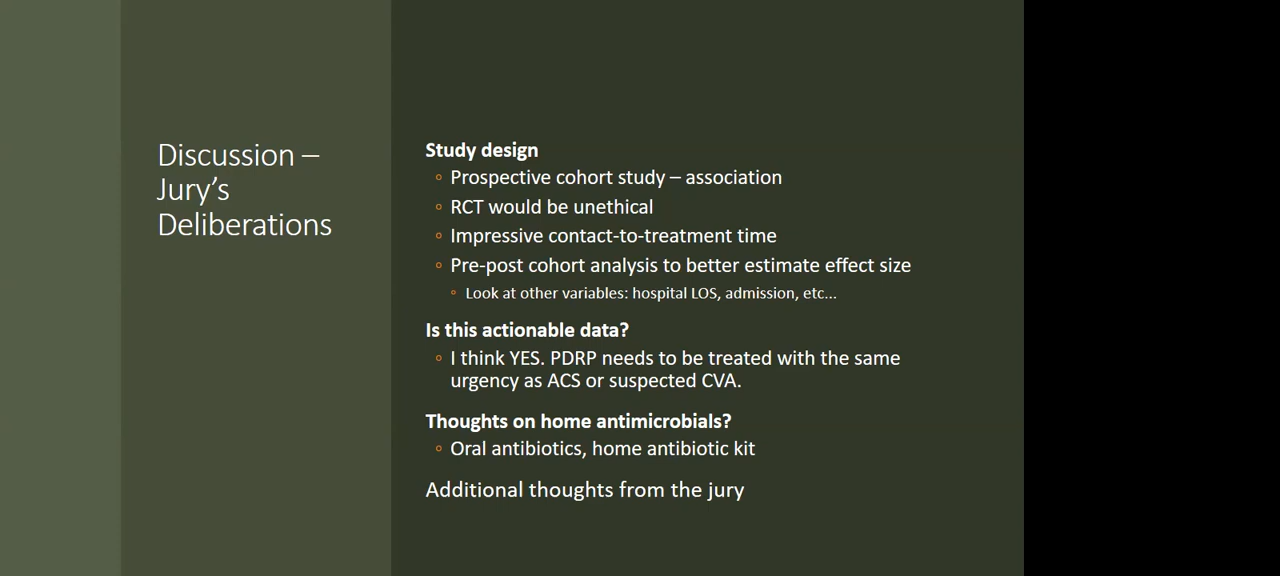 Discussion –
Jury’s
Deliberations
Study design
Prospective cohort study – association
RCT would be unethical
Impressive contact-to-treatment time
Pre-post cohort analysis to better estimate effect size
Look at other variables: hospital LOS, admission, etc...
Is this actionable data?
I think YES. PDRP needs to be treated with the same
urgency as ACS or suspected CVA.
Thoughts on home antimicrobials?
Oral antibiotics, home antibiotic kit
Additional thoughts from the jury